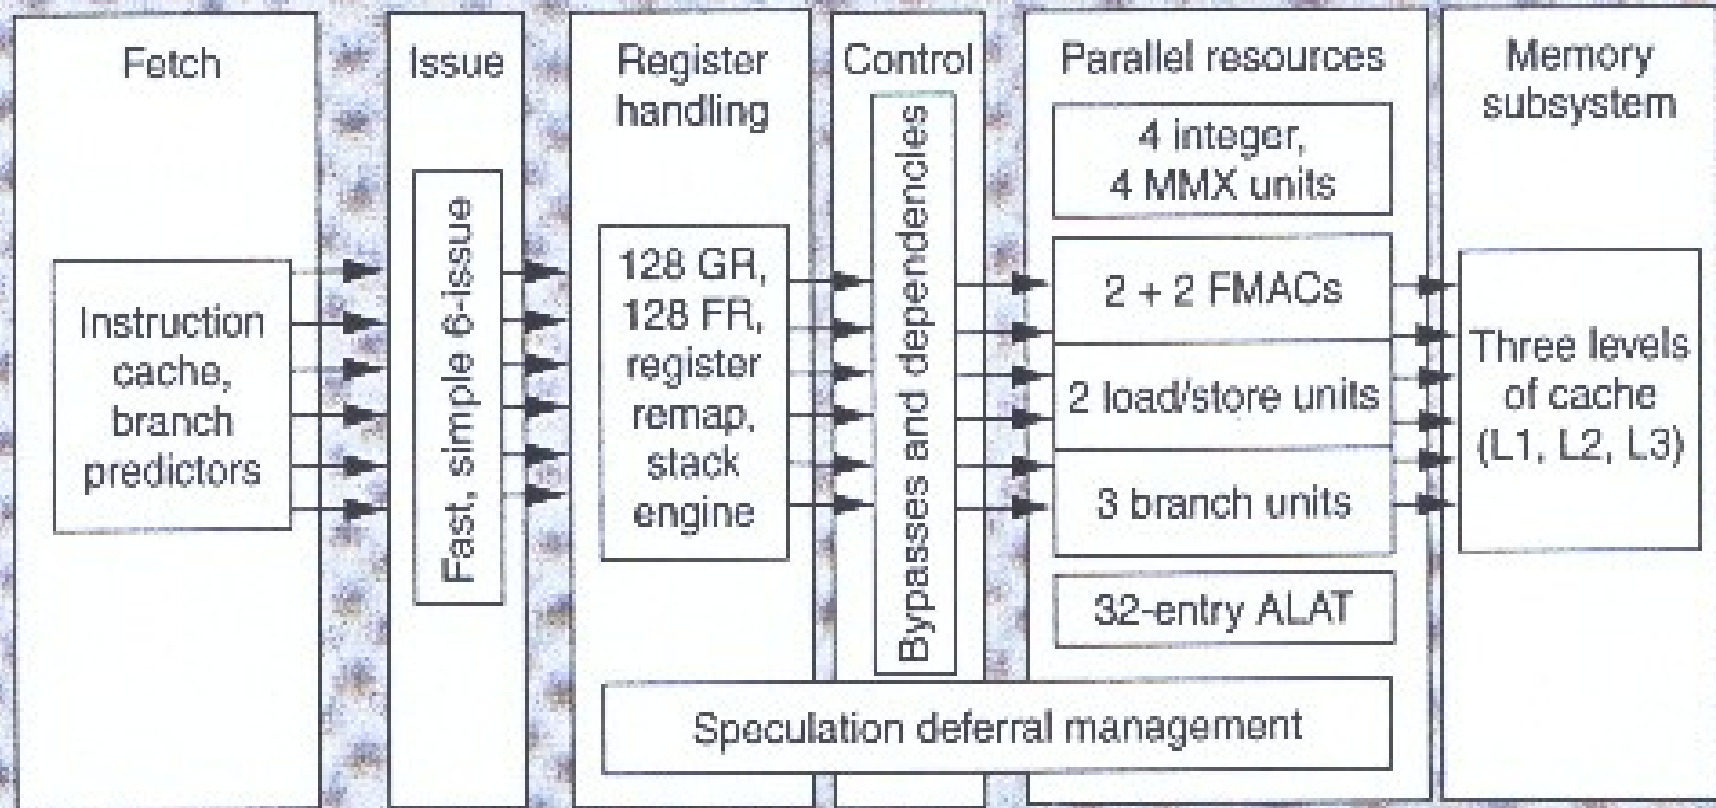 Fetch
Instruction
cache,
branch
predictors
Issue
Fast, simple 6-issue
Register
handling
128 GR,
128 FR,
register
remap,
stack
engine
Control
Bypasses and dependencies
Parallel resources
4 integer,
4 MMX units
2 + 2 FMACs
2 load/store units
3 branch units
32-entry ALAT
Speculation deferral management
Memory
subsystem
Three levels
of cache
(L1, L2, L3)